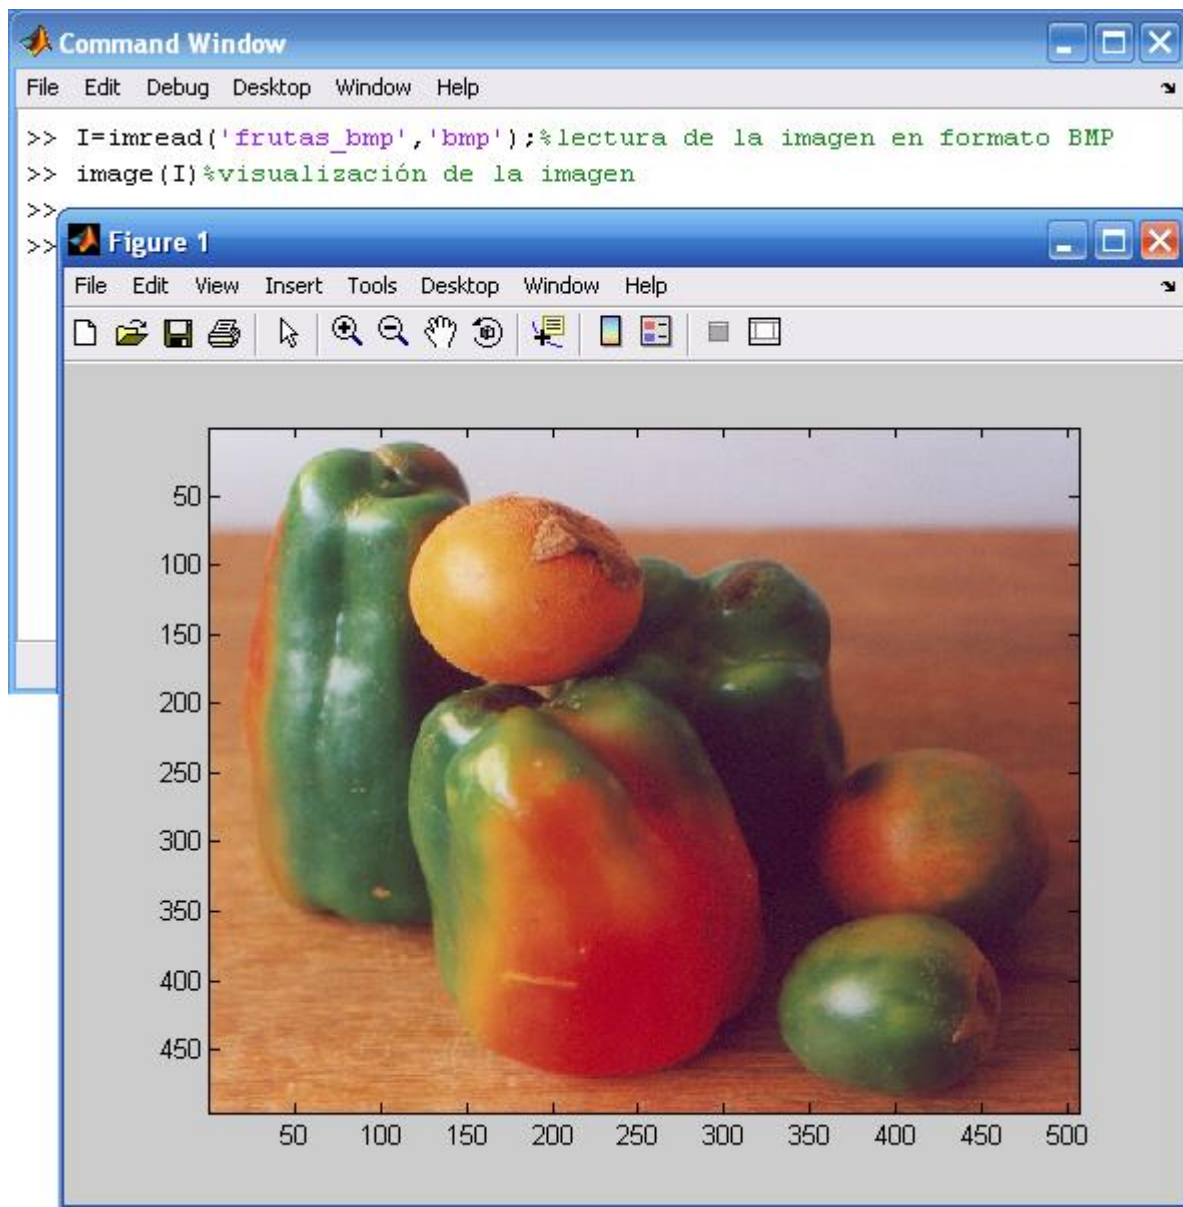 Command Window
File Edit Debug Desktop Window Help
>> I=imread('frutas_bmp','bmp');%lectura de la imagen en formato BMP
>> image(I)%visualización de la imagen
>>
>>
Figure 1
File Edit View Insert Tools Desktop Window Help
50
100
150
200
250
300
350
400
450
50 100 150 200 250 300 350 400 450 500